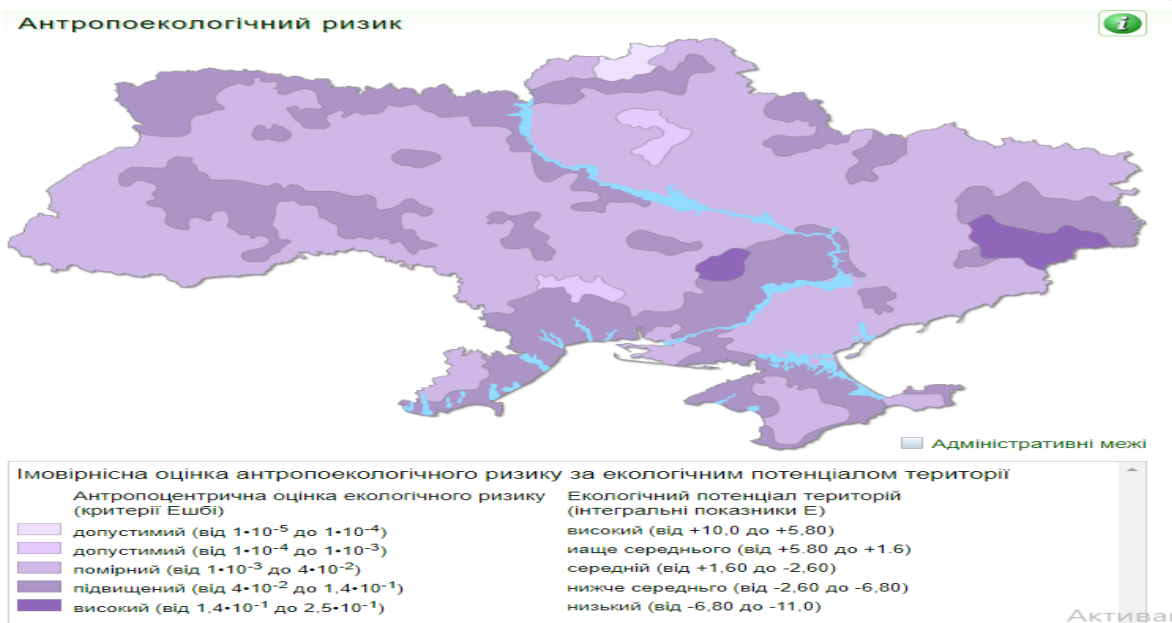 Антропоекологічний ризик
i
Адміністративні межі
Імовірнісна оцінка антропоекологічного ризику за екологічним потенціалом території
Антропоцентрична оцінка екологічного ризику (критерії Ешбі)
Екологічний потенціал територій (інтегральні показники Е)
допустимий (від 1•10⁻⁵ до 1•10⁻⁴) високий (від +10,0 до +5,80)
допустимий (від 1•10⁻⁴ до 1•10⁻³) иаще середнього (від +5.80 до +1.6)
помірний (від 1•10⁻³ до 4•10⁻²) середній (від +1,60 до -2,60)
підвищений (від 4•10⁻² до 1,4•10⁻¹) нижче середньго (від -2,60 до -6,80)
високий (від 1,4•10⁻¹ до 2,5•10⁻¹) низький (від -6,80 до -11,0)